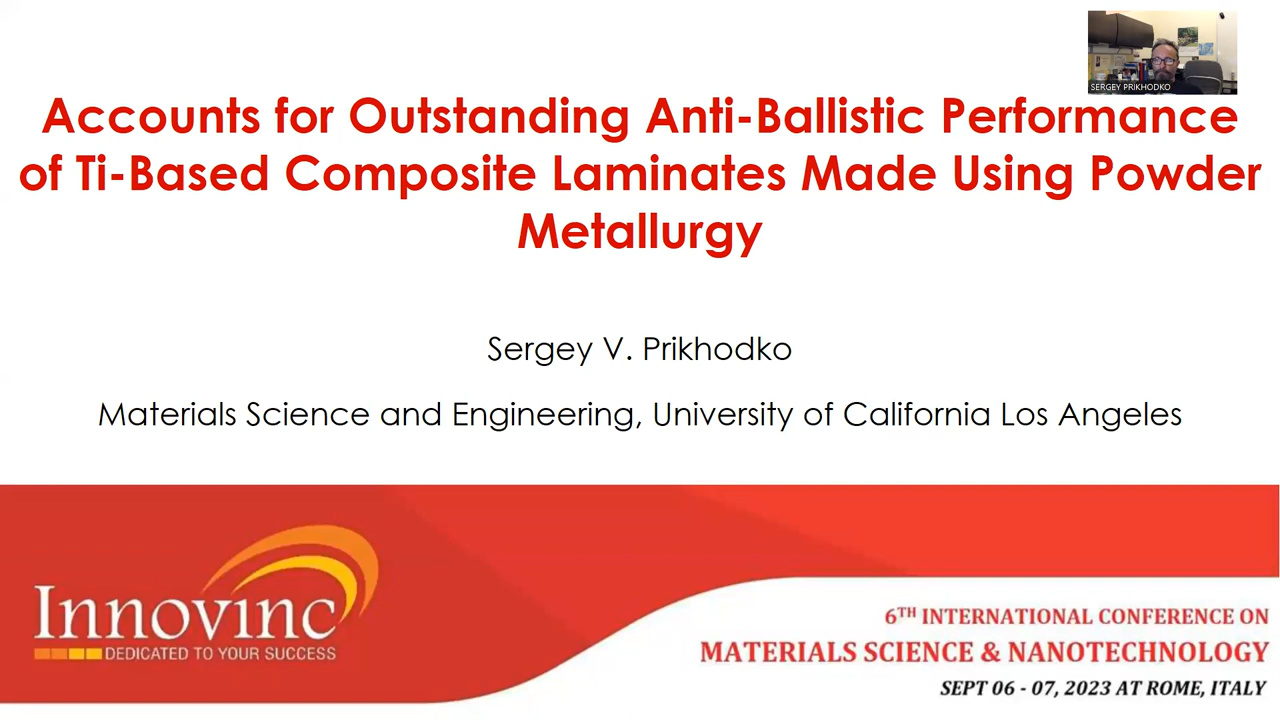 SERGEY PRIKHODKO
Accounts for Outstanding Anti-Ballistic Performance
of Ti-Based Composite Laminates Made Using Powder
Metallurgy
Sergey V. Prikhodko
Materials Science and Engineering, University of California Los Angeles
Innovinc
DEDICATED TO YOUR SUCCESS
6TH INTERNATIONAL CONFERENCE ON
MATERIALS SCIENCE & NANOTECHNOLOGY
SEPT 06 - 07, 2023 AT ROME, ITALY